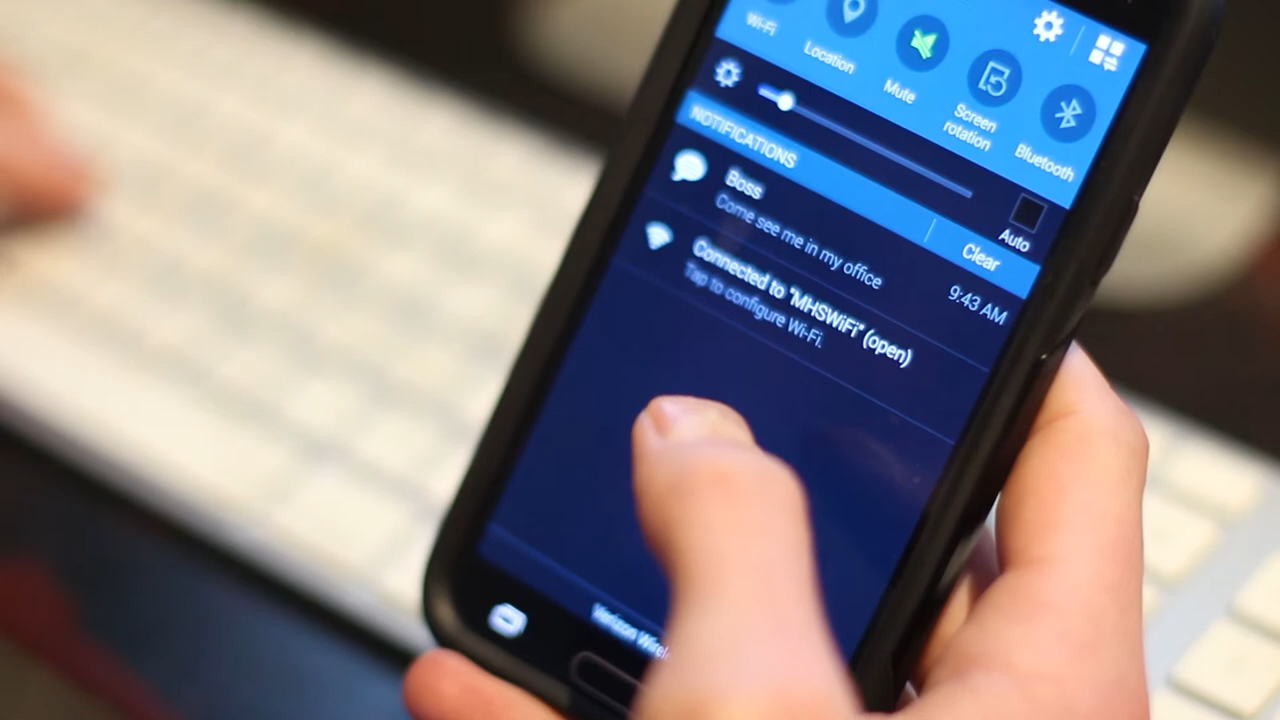 Wi-Fi
Location
Mute
Screen
rotation
Bluetooth
Auto
NOTIFICATIONS
Clear
Boss
Come see me in my office
9:43 AM
Connected to "MHSWiFi" (open)
Tap to configure Wi-Fi.
Verizon